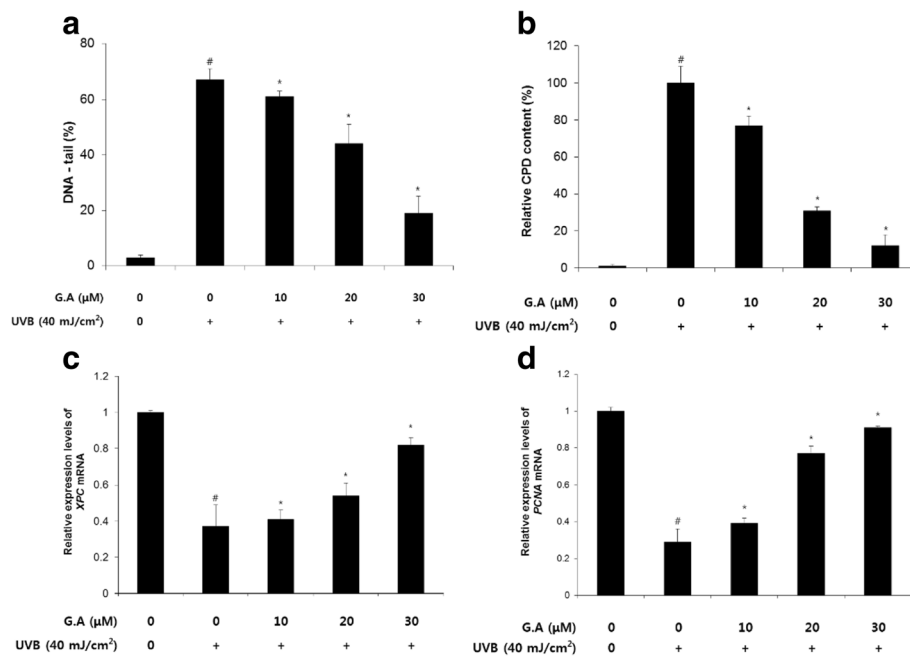 a
80
60
40
20
0
DNA - tail (%)
#
*
*
*
G.A (μM) 0 0 10 20 30
UVB (40 mJ/cm²) 0 + + + +
b
120
100
80
60
40
20
0
Relative CPD content (%)
#
*
*
*
G.A (μM) 0 0 10 20 30
UVB (40 mJ/cm²) 0 + + + +
c
1.2
1
0.8
0.6
0.4
0.2
0
Relative expression levels of
XPC mRNA
#
*
*
*
G.A (μM) 0 0 10 20 30
UVB (40 mJ/cm²) 0 + + + +
d
1.2
1
0.8
0.6
0.4
0.2
0
Relative expression levels of
PCNA mRNA
#
*
*
*
G.A (μM) 0 0 10 20 30
UVB (40 mJ/cm²) 0 + + + +